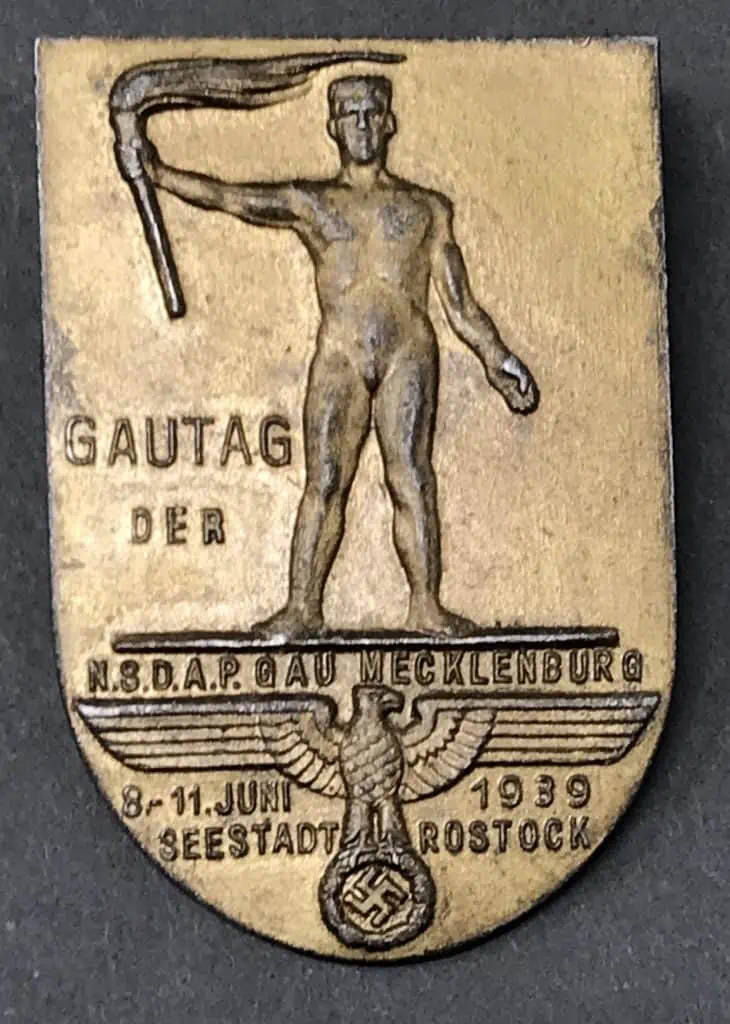 GAUTAG
DER
N.S.D.A.P. GAU MECKLENBURG
8.-11. JUNI 1939
SEESTADT ROSTOCK